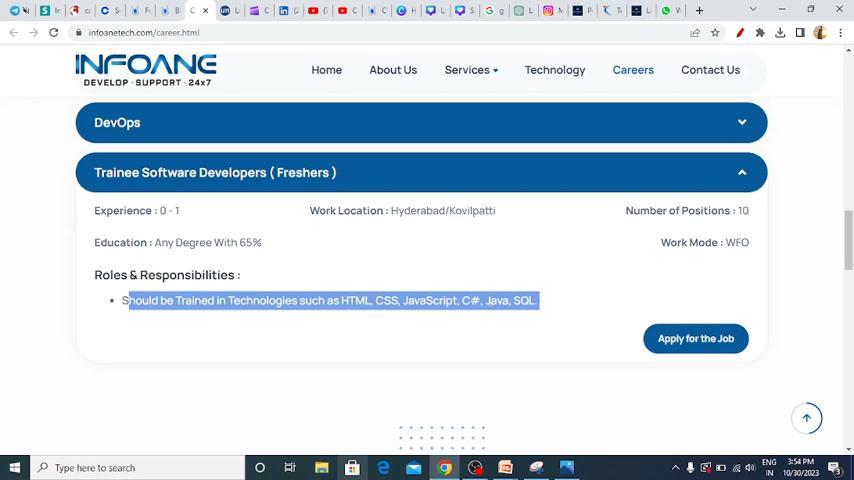 infoanetech.com/career.html
INFOANE
DEVELOP · SUPPORT · 24x7
Home About Us Services Technology Careers Contact Us
DevOps
Trainee Software Developers ( Freshers )
Experience : 0 - 1 Work Location : Hyderabad/Kovilpatti Number of Positions : 10
Education : Any Degree With 65% Work Mode : WFO
Roles & Responsibilities :
Should be Trained in Technologies such as HTML, CSS, JavaScript, C#, Java, SQL.
Apply for the Job
Type here to search
ENG
IN
3:54 PM
10/30/2023